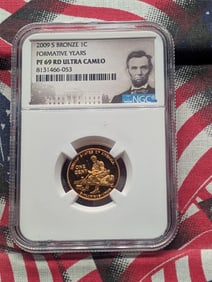 2009 S BRONZE 1C
FORMATIVE YEARS
PF 69 RD ULTRA CAMEO
8131466-053
NGC
ONE
CENT